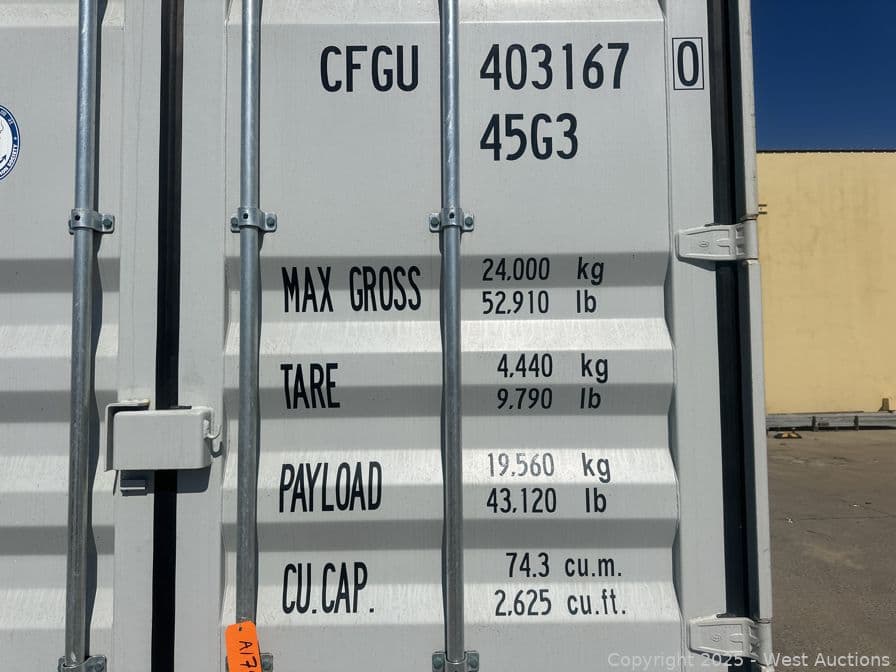 CFGU 403167 0
45G3
MAX GROSS 24,000 kg
52,910 lb
TARE 4,440 kg
9,790 lb
PAYLOAD 19,560 kg
43,120 lb
CU.CAP. 74.3 cu.m.
2,625 cu.ft.
A17
Copyright 2025 - West Auctions